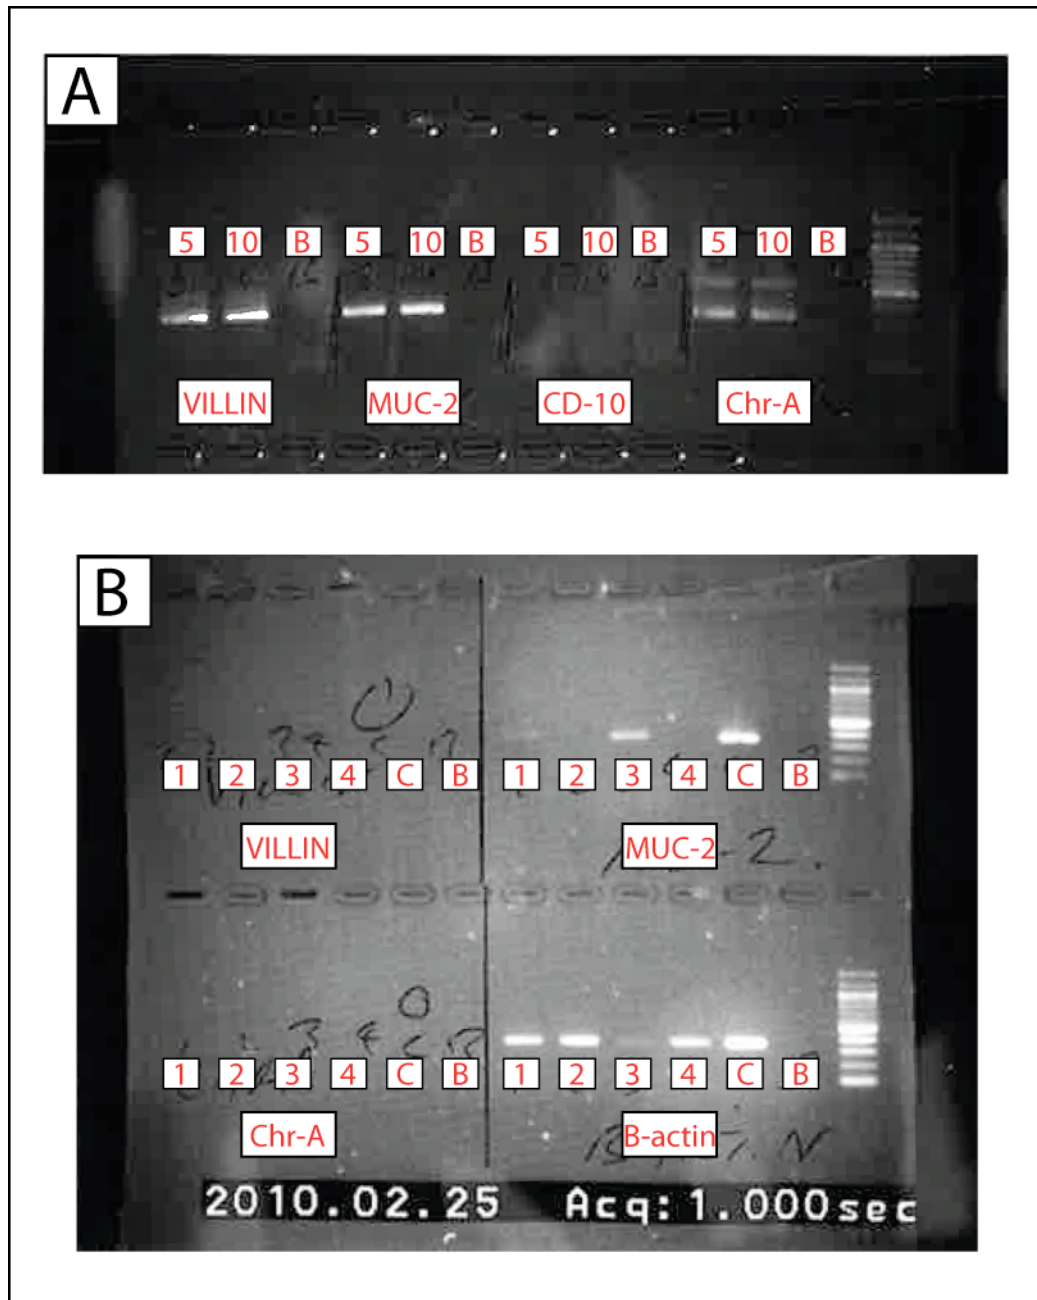 A
5 10 B 5 10 B 5 10 B 5 10 B
VILLIN MUC-2 CD-10 Chr-A
B
1 2 3 4 C B 1 2 3 4 C B
VILLIN MUC-2
1 2 3 4 C B 1 2 3 4 C B
Chr-A B-actin
2010.02.25 Acq:1.000sec